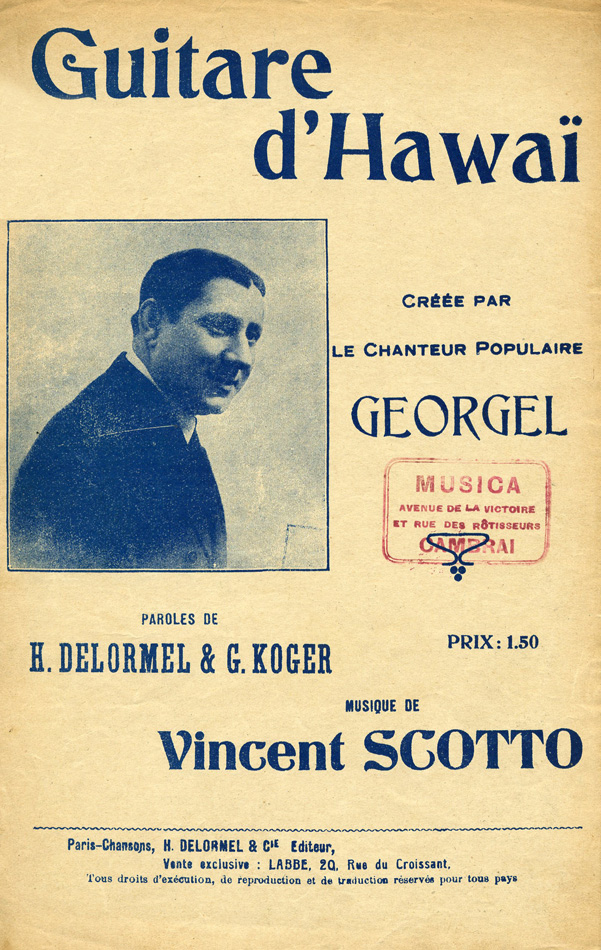 Guitare
d'Hawaï
CRÉÉE PAR
LE CHANTEUR POPULAIRE
GEORGEL
MUSICA
AVENUE DE LA VICTOIRE
ET RUE DES RÔTISSEURS
CAMBRAI
PAROLES DE
H. DELORMEL & G. KOGER
PRIX : 1.50
MUSIQUE DE
Vincent SCOTTO
Paris-Chansons, H. DELORMEL & CIE Editeur,
Vente exclusive : LABBE, 20, Rue du Croissant.
Tous droits d'exécution, de reproduction et de traduction réservés pour tous pays